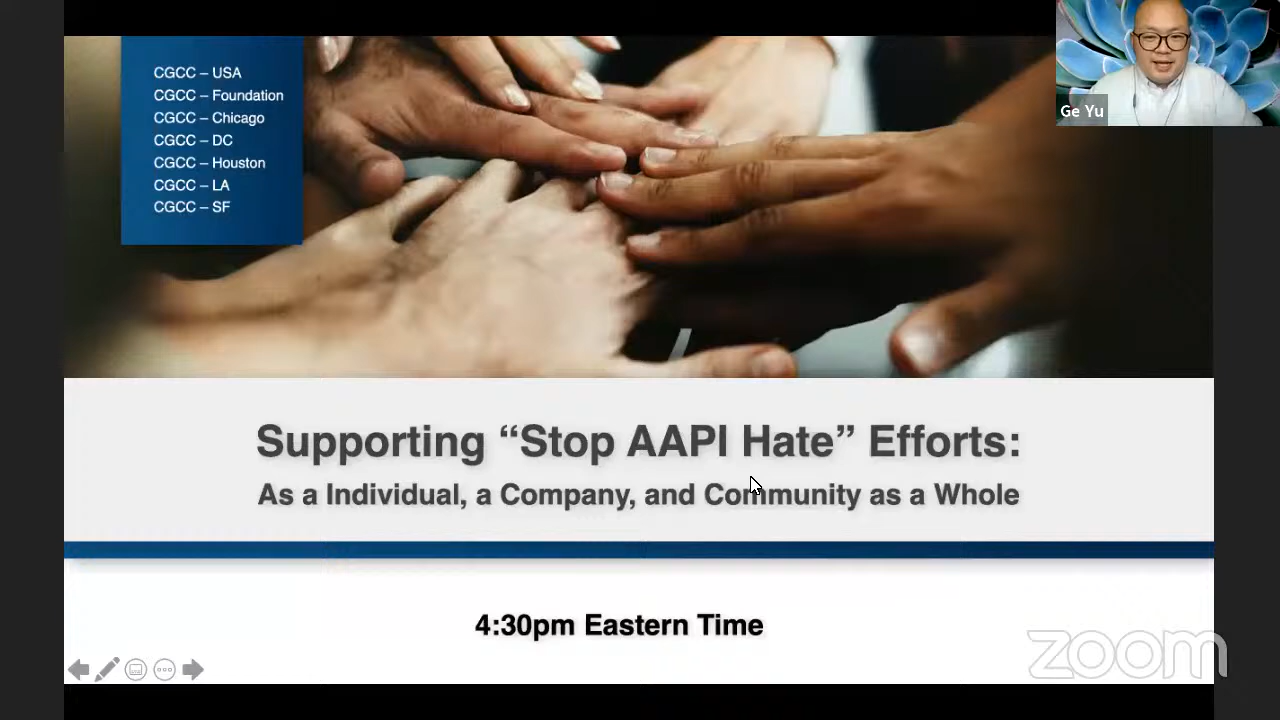 CGCC – USA
CGCC – Foundation
CGCC – Chicago
CGCC – DC
CGCC – Houston
CGCC – LA
CGCC – SF
Ge Yu
Supporting “Stop AAPI Hate” Efforts:
As a Individual, a Company, and Community as a Whole
4:30pm Eastern Time
zoom